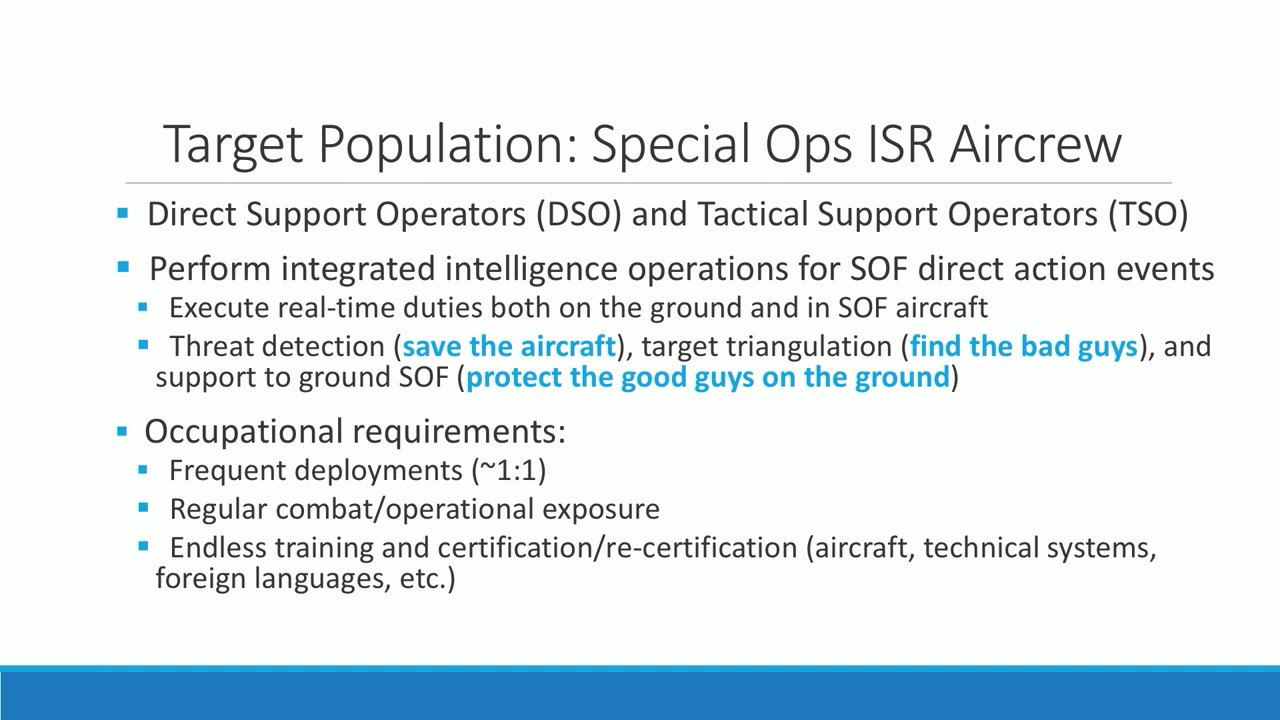 Target Population: Special Ops ISR Aircrew
▪ Direct Support Operators (DSO) and Tactical Support Operators (TSO)
▪ Perform integrated intelligence operations for SOF direct action events
▪ Execute real-time duties both on the ground and in SOF aircraft
▪ Threat detection (save the aircraft), target triangulation (find the bad guys), and
support to ground SOF (protect the good guys on the ground)
▪ Occupational requirements:
▪ Frequent deployments (~1:1)
▪ Regular combat/operational exposure
▪ Endless training and certification/re-certification (aircraft, technical systems,
foreign languages, etc.)